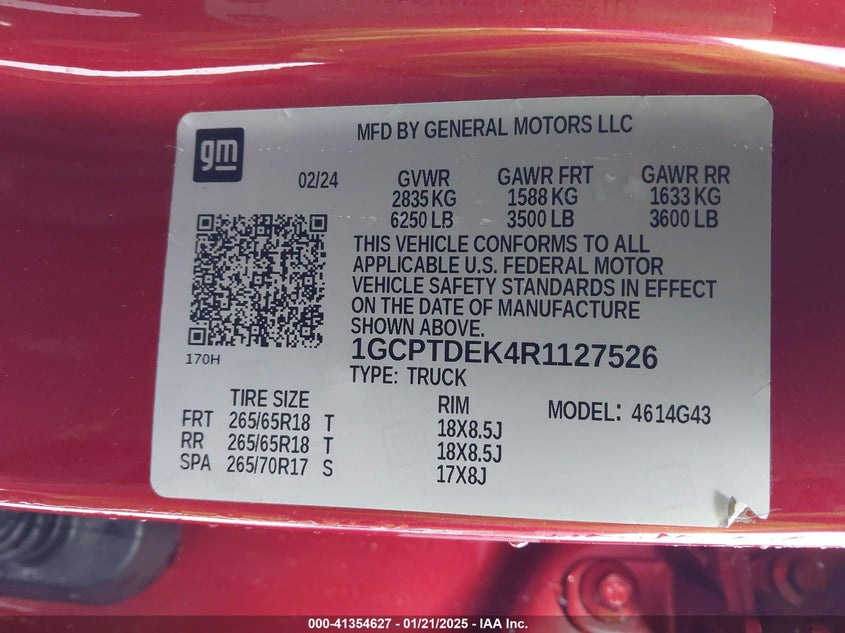 gm
MFD BY GENERAL MOTORS LLC
02/24
GVWR GAWR FRT GAWR RR
2835 KG 1588 KG 1633 KG
6250 LB 3500 LB 3600 LB
THIS VEHICLE CONFORMS TO ALL
APPLICABLE U.S. FEDERAL MOTOR
VEHICLE SAFETY STANDARDS IN EFFECT
ON THE DATE OF MANUFACTURE
SHOWN ABOVE.
170H
1GCPTDEK4R1127526
TYPE: TRUCK
TIRE SIZE RIM MODEL: 4614G43
FRT 265/65R18 T 18X8.5J
RR 265/65R18 T 18X8.5J
SPA 265/70R17 S 17X8J
000-41354627 - 01/21/2025 - IAAI.com